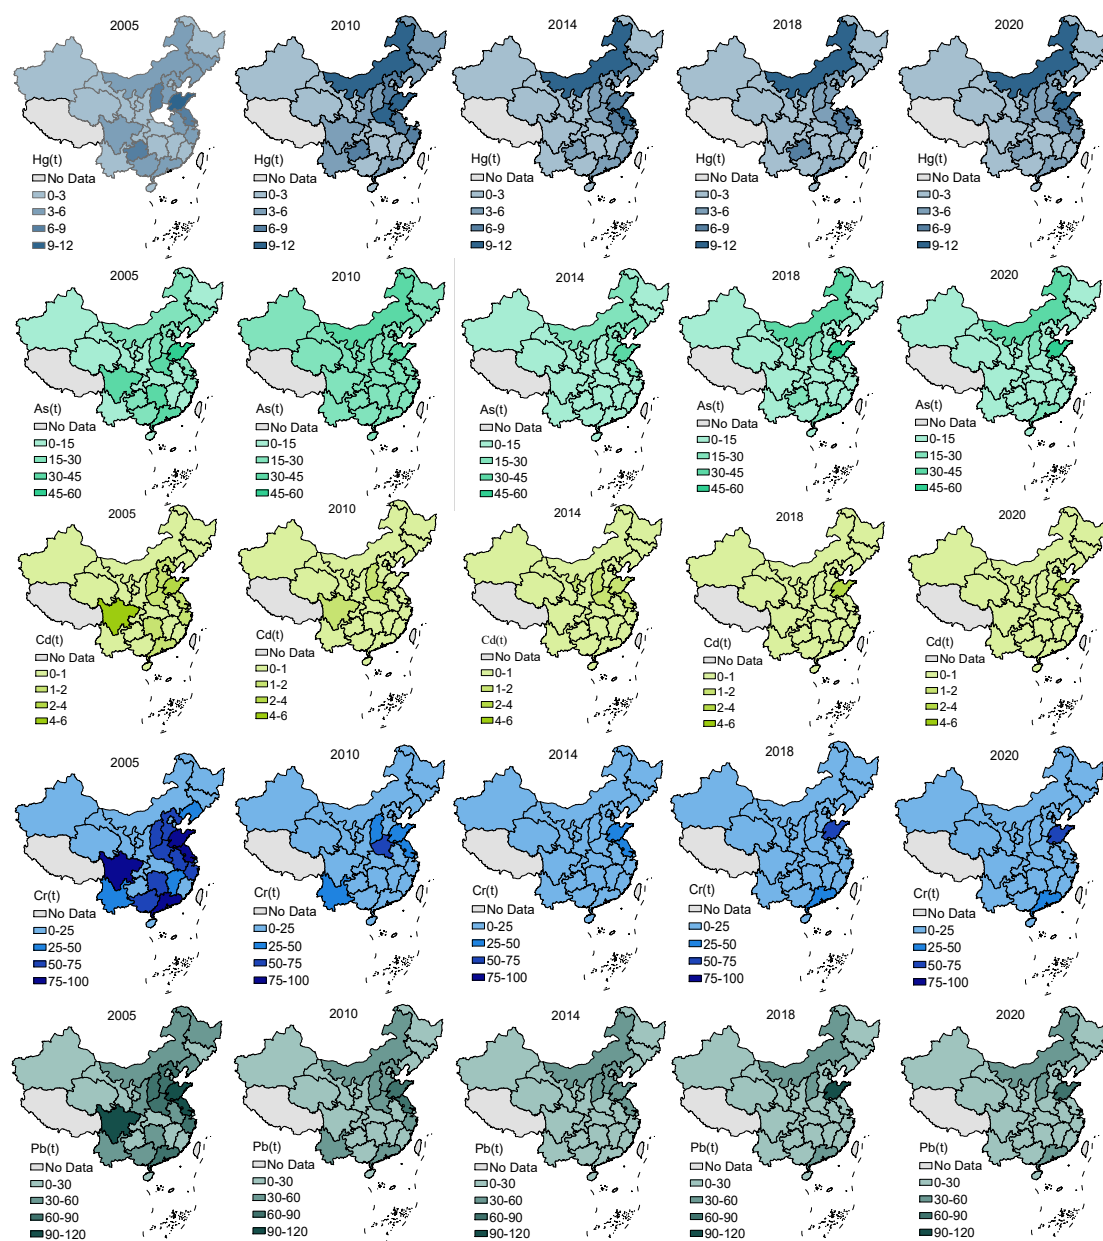 2005
2010
2014
2018
2020
Hg(t)
No Data
0-3
3-6
6-9
9-12
Hg(t)
No Data
0-3
3-6
6-9
9-12
Hg(t)
No Data
0-3
3-6
6-9
9-12
Hg(t)
No Data
0-3
3-6
6-9
9-12
Hg(t)
No Data
0-3
3-6
6-9
9-12
2005
2010
2014
2018
2020
As(t)
No Data
0-15
15-30
30-45
45-60
As(t)
No Data
0-15
15-30
30-45
45-60
As(t)
No Data
0-15
15-30
30-45
45-60
As(t)
No Data
0-15
15-30
30-45
45-60
As(t)
No Data
0-15
15-30
30-45
45-60
2005
2010
2014
2018
2020
Cd(t)
No Data
0-1
1-2
2-4
4-6
Cd(t)
No Data
0-1
1-2
2-4
4-6
Cd(t)
No Data
0-1
1-2
2-4
4-6
Cd(t)
No Data
0-1
1-2
2-4
4-6
Cd(t)
No Data
0-1
1-2
2-4
4-6
2005
2010
2014
2018
2020
Cr(t)
No Data
0-25
25-50
50-75
75-100
Cr(t)
No Data
0-25
25-50
50-75
75-100
Cr(t)
No Data
0-25
25-50
50-75
75-100
Cr(t)
No Data
0-25
25-50
50-75
75-100
Cr(t)
No Data
0-25
25-50
50-75
75-100
2005
2010
2014
2018
2020
Pb(t)
No Data
0-30
30-60
60-90
90-120
Pb(t)
No Data
0-30
30-60
60-90
90-120
Pb(t)
No Data
0-30
30-60
60-90
90-120
Pb(t)
No Data
0-30
30-60
60-90
90-120
Pb(t)
No Data
0-30
30-60
60-90
90-120